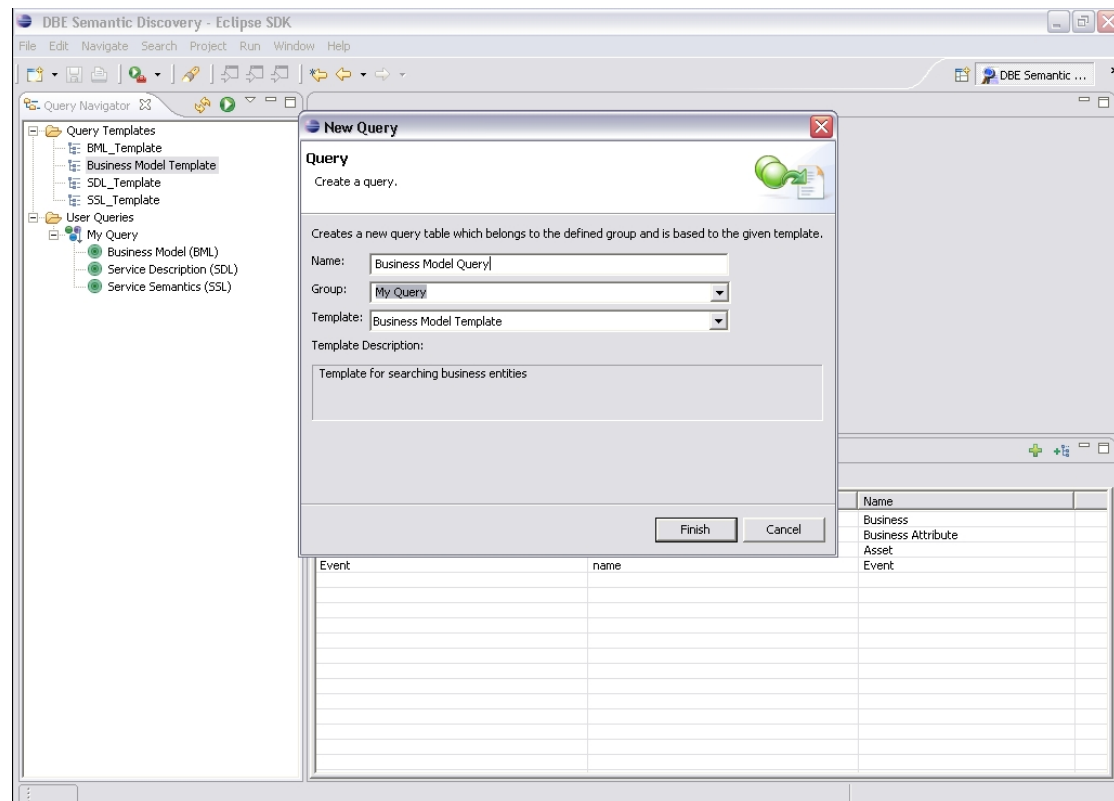 DBE Semantic Discovery - Eclipse SDK
File Edit Navigate Search Project Run Window Help
DBE Semantic ...
Query Navigator
Query Templates
BML_Template
Business Model Template
SDL_Template
SSL_Template
User Queries
My Query
Business Model (BML)
Service Description (SDL)
Service Semantics (SSL)
New Query
Query
Create a query.
Creates a new query table which belongs to the defined group and is based to the given template.
Name: Business Model Query
Group: My Query
Template: Business Model Template
Template Description:
Template for searching business entities
Finish Cancel
Name
Business
Business Attribute
Asset
Event name Event